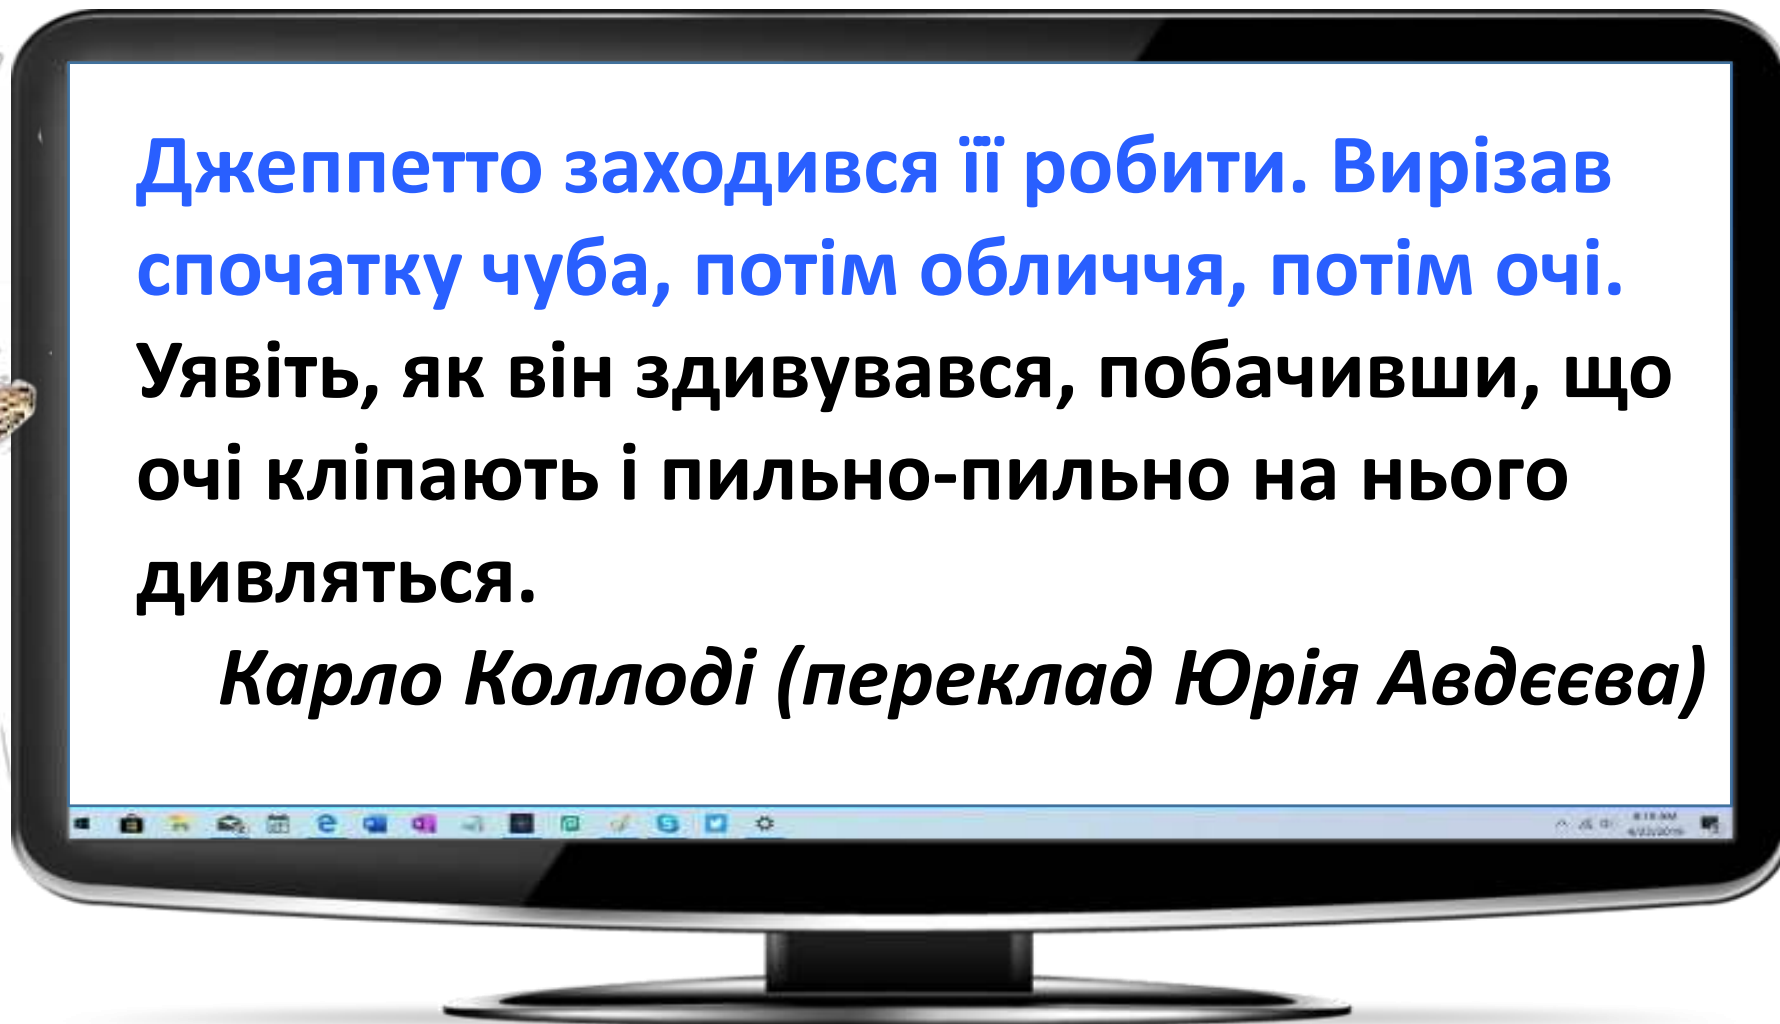 Джеппетто заходився її робити. Вирізав
спочатку чуба, потім обличчя, потім очі.
Уявіть, як він здивувався, побачивши, що
очі кліпають і пильно-пильно на нього
дивляться.
Карло Коллоді (переклад Юрія Авдєєва)